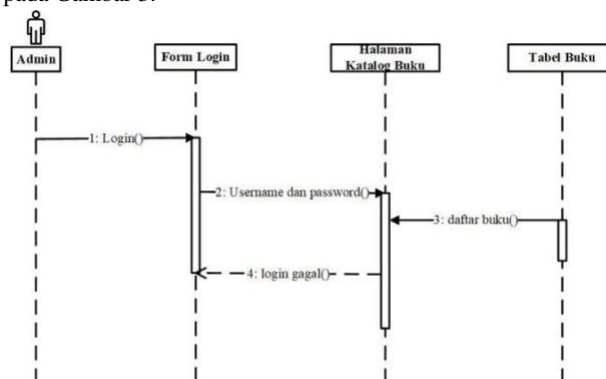 pada Gambar 3.
Admin
Form Login
Halaman
Katalog Buku
Tabel Buku
1: Login()
2: Username dan password()
3: daftar buku()
4: login gagal()